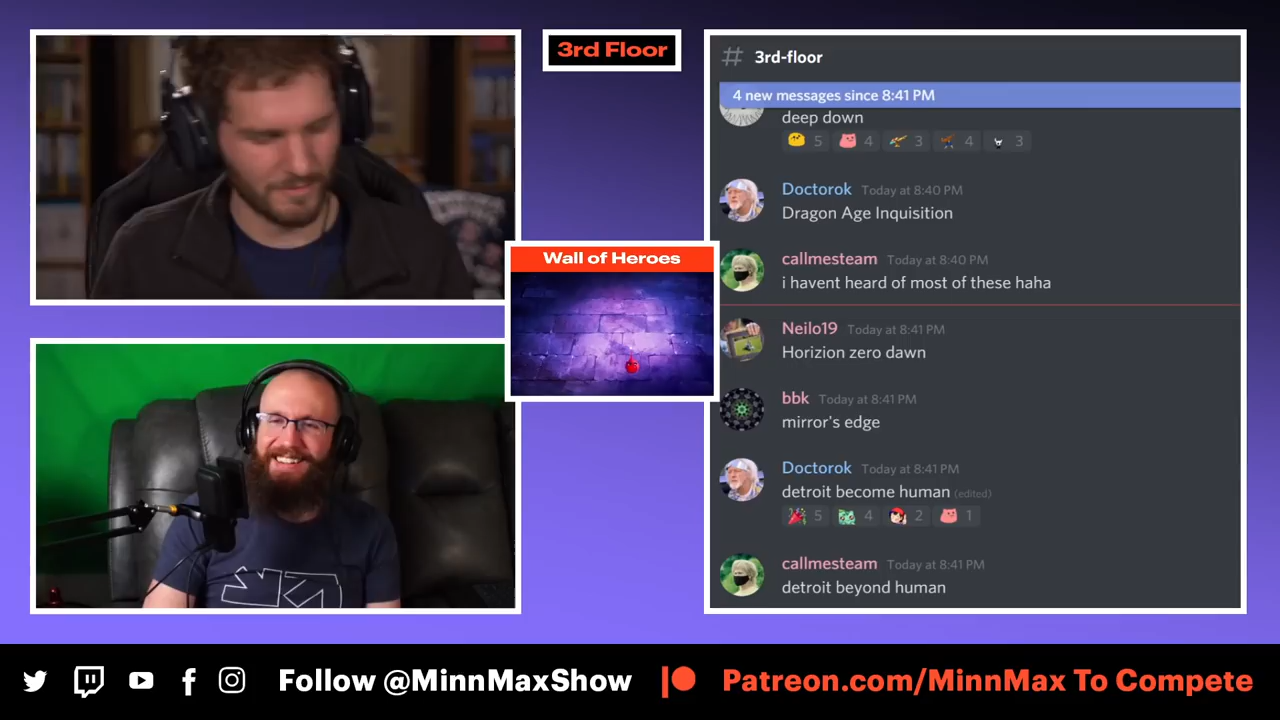 3rd Floor
# 3rd-floor
4 new messages since 8:41 PM
deep down
5 4 3 4 3
Doctorok Today at 8:40 PM
Dragon Age Inquisition
callmesteam Today at 8:40 PM
i havent heard of most of these haha
Wall of Heroes
Neilo19 Today at 8:41 PM
Horizion zero dawn
bbk Today at 8:41 PM
mirror's edge
Doctorok Today at 8:41 PM
detroit become human (edited)
5 4 2 1
callmesteam Today at 8:41 PM
detroit beyond human
Follow @MinnMaxShow
Patreon.com/MinnMax To Compete